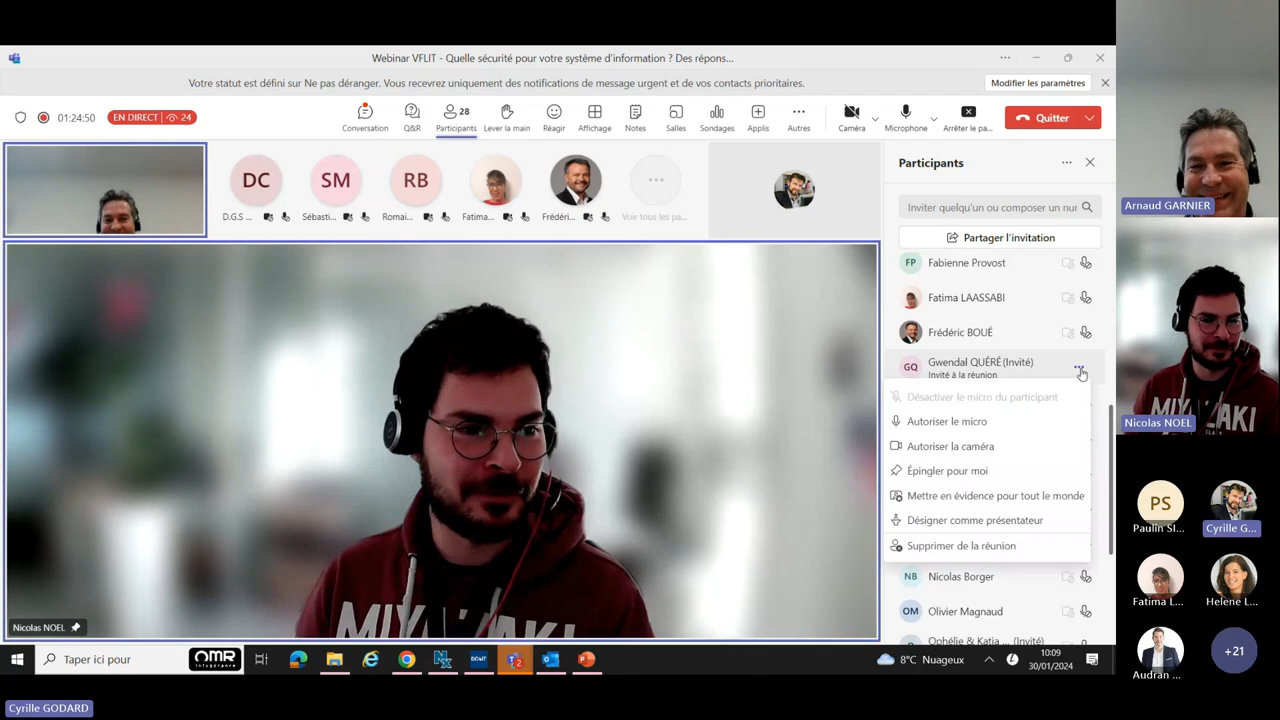 Webinar VFLIT - Quelle sécurité pour votre système d'information ? Des répons...
Votre statut est défini sur Ne pas déranger. Vous recevrez uniquement des notifications de message urgent et de vos contacts prioritaires.
Modifier les paramètres
01:24:50
EN DIRECT 24
Conversation
Q&R
28
Participants
Lever la main
Réagir
Affichage
Notes
Salles
Sondages
Applis
Autres
Caméra
Microphone
Arrêter le pa...
Quitter
DC
SM
RB
D.G.S
Sébasti...
Romai...
Fatima...
Frédéri...
Voir tous les pa...
Participants
Inviter quelqu'un ou composer un nur
Partager l'invitation
FP Fabienne Provost
Fatima LAASSABI
Frédéric BOUÉ
GQ Gwendal QUÉRÉ (Invité)
Invité à la réunion
Désactiver le micro du participant
Autoriser le micro
Autoriser la caméra
Épingler pour moi
Mettre en évidence pour tout le monde
Désigner comme présentateur
Supprimer de la réunion
NB Nicolas Borger
OM Olivier Magnaud
Ophélie & Katia ... (Invité)
MIYAZAKI
Nicolas NOEL
Taper ici pour
OMR
Infogérance
DCMT
8°C Nuageux
10:09
30/01/2024
Arnaud GARNIER
MIYAZAKI
Nicolas NOEL
PS
Paulin SI...
Cyrille G...
Fatima L...
Helene L...
Audran ...
+21
Cyrille GODARD